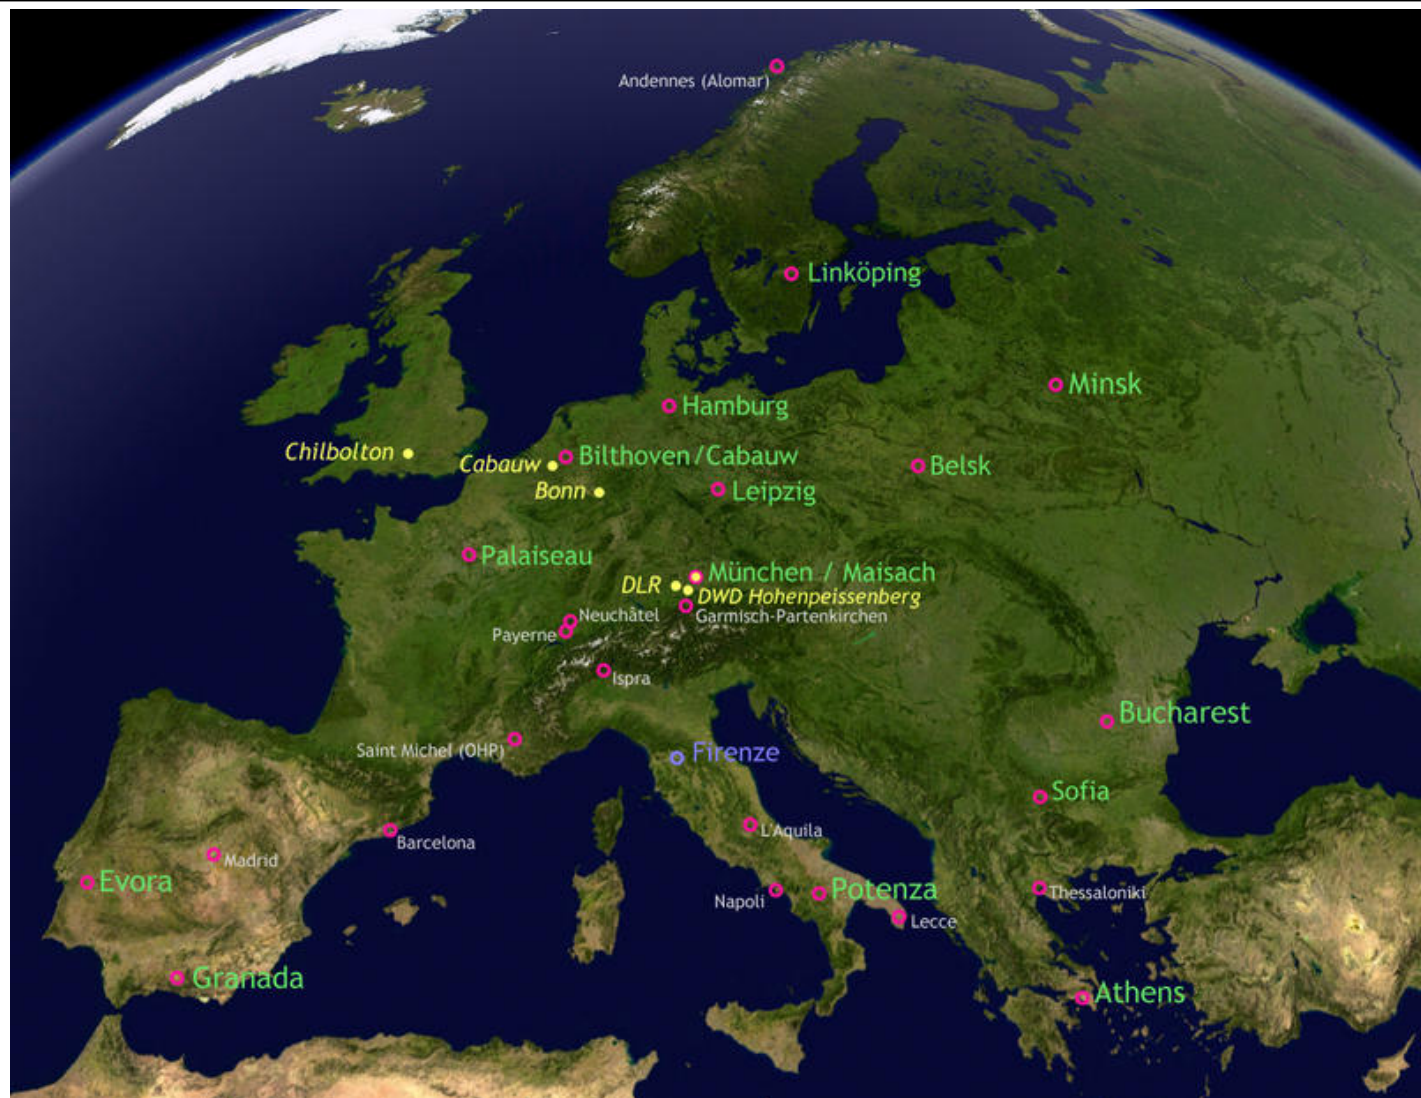 Andennes (Alomar)
Linköping
Minsk
Hamburg
Chilbolton
Cabauw
Bilthoven /Cabauw
Belsk
Bonn
Leipzig
Palaiseau
München / Maisach
DLR
DWD Hohenpeissenberg
Neuchâtel
Garmisch-Partenkirchen
Payerne
Ispra
Bucharest
Saint Michel (OHP)
Firenze
Sofia
L'Aquila
Barcelona
Madrid
Evora
Potenza
Thessaloniki
Napoli
Lecce
Granada
Athens